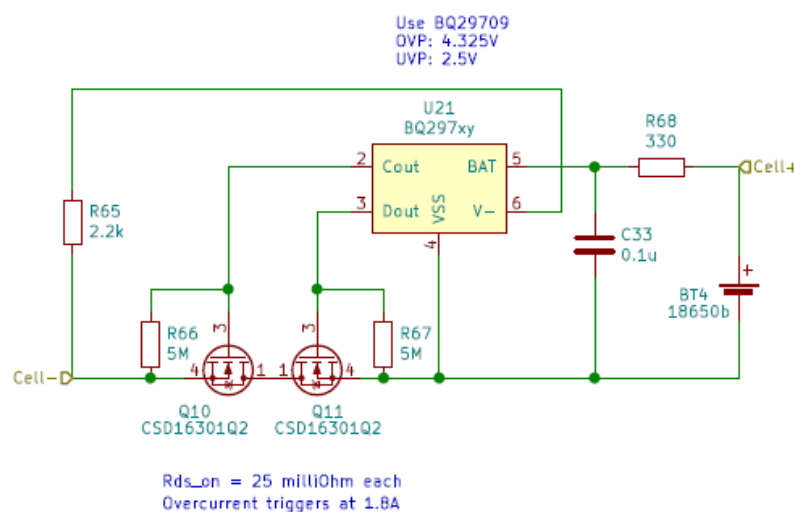 Use BQ29709
OVP: 4.325V
UVP: 2.5V
U21
BQ297xy
R68
330
2 Cout BAT 5
Cell+
R65
2.2k
3 Dout VSS V- 6
4
C33
0.1u
BT4
18650b
+
R66
5M
3
3
R67
5M
Cell-
4 1 1 4
Q10
CSD16301Q2
Q11
CSD16301Q2
Rds_on = 25 milliOhm each
Overcurrent triggers at 1.8A